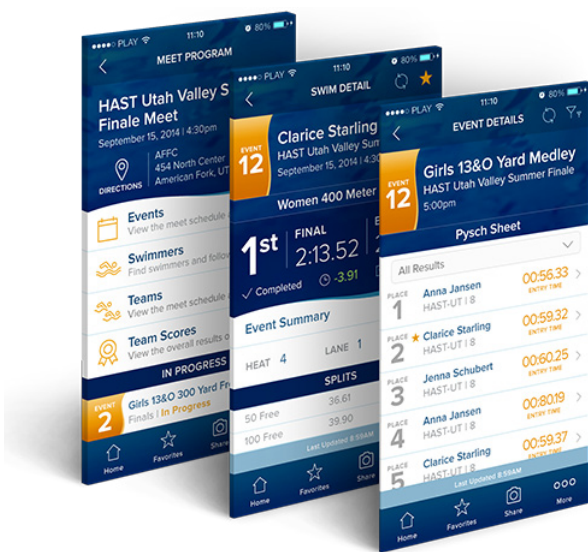 PLAY
11:10
80%
MEET PROGRAM
HAST Utah Valley S
Finale Meet
September 15, 2014 | 4:30pm
DIRECTIONS
AFFC
454 North Center
American Fork, UT
Events
View the meet schedule
Swimmers
Find swimmers and follow
Teams
View the meet schedule
Team Scores
View the overall results o
IN PROGRESS
EVENT
2
Girls 13&O 300 Yard Fr
Finals | In Progress
Home
Favorites
Share
PLAY
11:10
80%
SWIM DETAIL
EVENT
12
Clarice Starling
HAST Utah Valley Sum
September 15, 2014 | 4:30
Women 400 Meter
1st
FINAL
2:13.52
Completed
-3.91
Event Summary
HEAT 4
LANE 1
SPLITS
50 Free
36.61
100 Free
39.90
Last Updated 8:59AM
Home
Favorites
Share
PLAY
11:10
80%
EVENT DETAILS
EVENT
12
Girls 13&O Yard Medley
HAST Utah Valley Summer Finale
5:00pm
Pysch Sheet
All Results
PLACE
1
Anna Jansen
HAST-UT | 8
00:56.33
ENTRY TIME
PLACE
2
Clarice Starling
HAST-UT | 8
00:59.32
ENTRY TIME
PLACE
3
Jenna Schubert
HAST-UT | 8
00:60.25
ENTRY TIME
PLACE
4
Anna Jansen
HAST-UT | 8
00:80.19
ENTRY TIME
PLACE
5
Clarice Starling
HAST-UT | 8
00:59.37
ENTRY TIME
Last Updated 8:59AM
Home
Favorites
Share
More